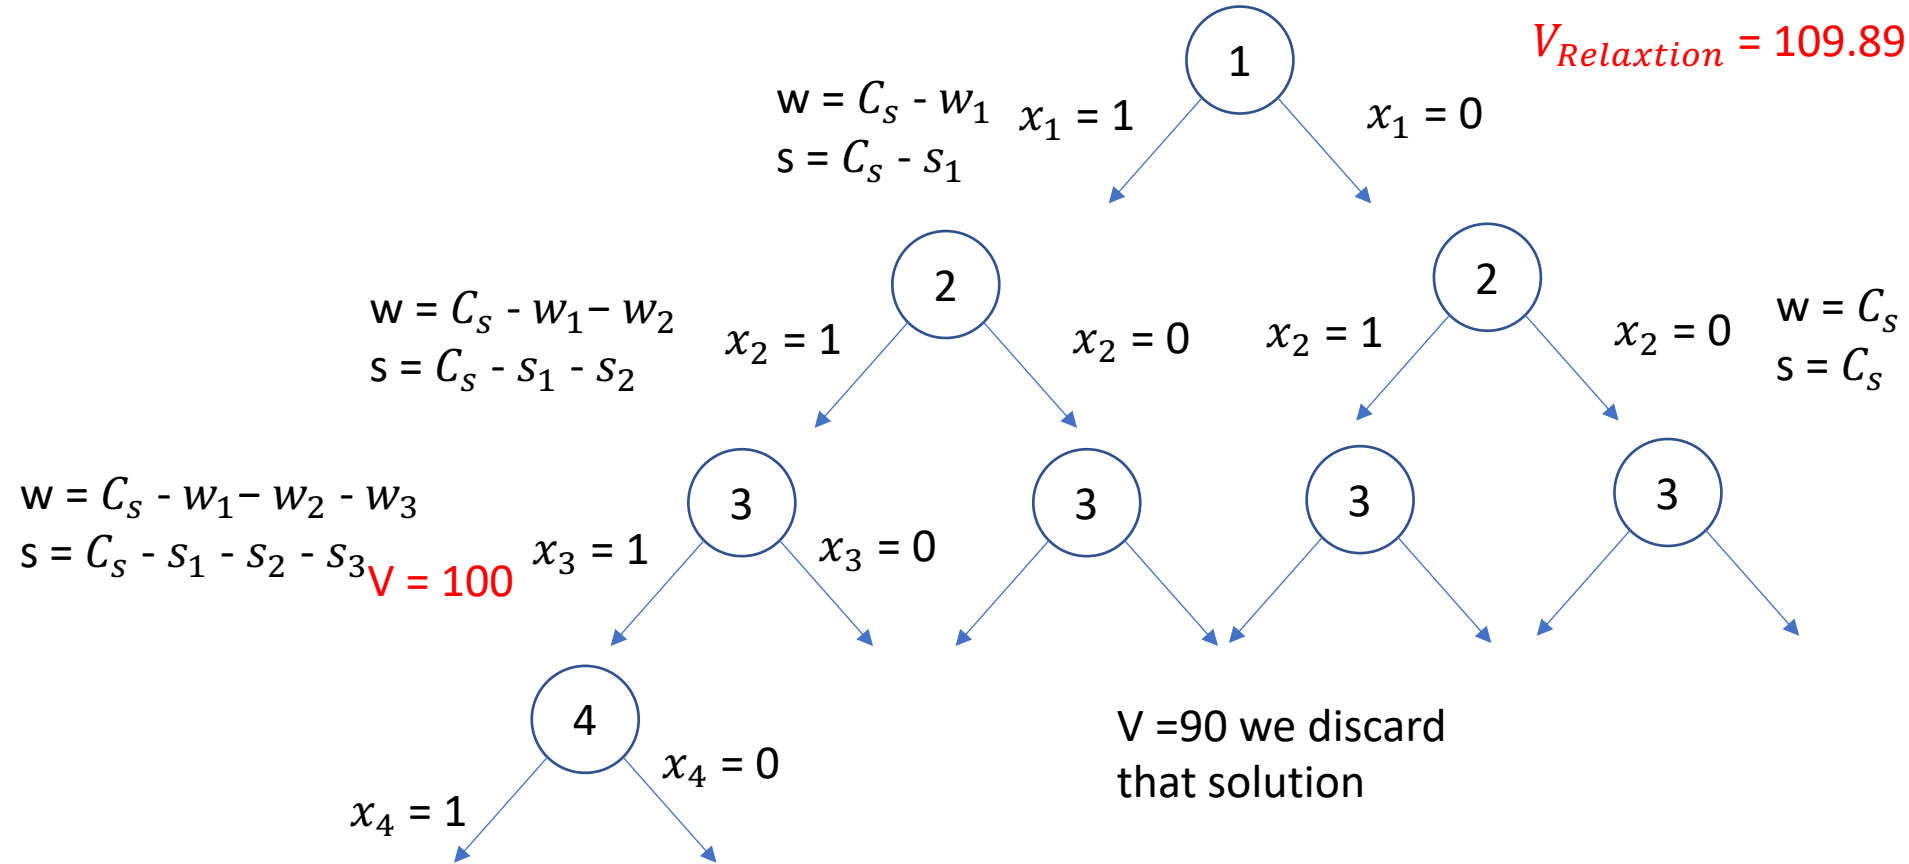 1
V_Relaxtion = 109.89
w = C_s - w_1
s = C_s - s_1
x_1 = 1
x_1 = 0
2
2
w = C_s - w_1 – w_2
s = C_s - s_1 - s_2
x_2 = 1
x_2 = 0
x_2 = 1
x_2 = 0
w = C_s
s = C_s
3
3
3
3
w = C_s - w_1 – w_2 - w_3
s = C_s - s_1 - s_2 - s_3
V = 100
x_3 = 1
x_3 = 0
4
V =90 we discard
that solution
x_4 = 1
x_4 = 0